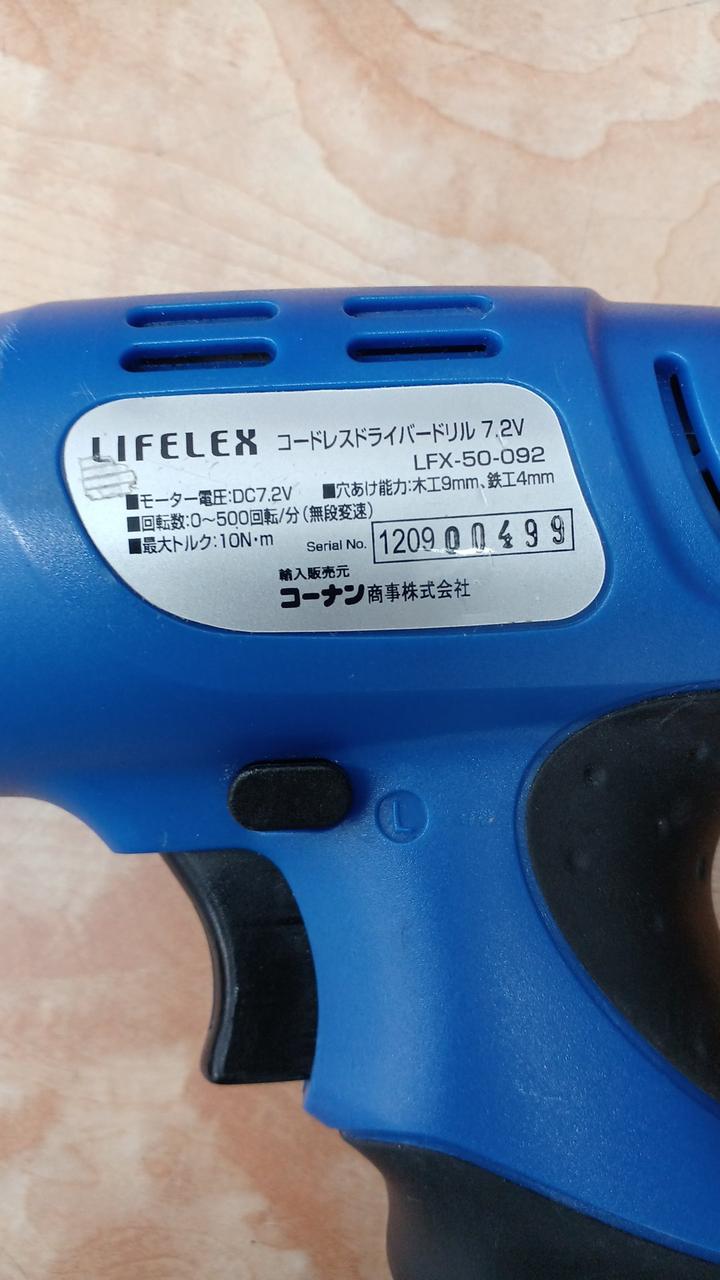 LIFELEX コードレスドライバードリル 7.2V
LFX-50-092
■モーター電圧:DC7.2V ■穴あけ能力:木工9mm、鉄工4mm
■回転数:0～500回転/分(無段変速)
■最大トルク:10N・m Serial No. 120900499
輸入販売元
コーナン商事株式会社
L